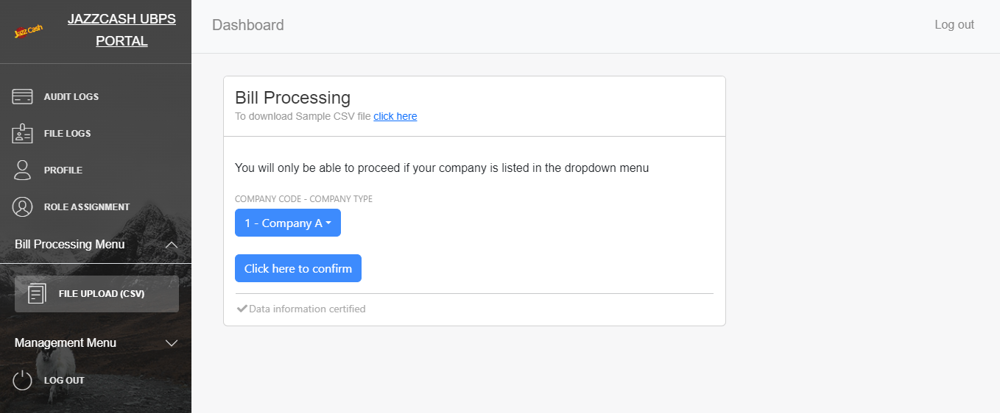 Jazz Cash
JAZZCASH UBPS
PORTAL
AUDIT LOGS
FILE LOGS
PROFILE
ROLE ASSIGNMENT
Bill Processing Menu
FILE UPLOAD (CSV)
Management Menu
LOG OUT
Dashboard
Log out
Bill Processing
To download Sample CSV file click here
You will only be able to proceed if your company is listed in the dropdown menu
COMPANY CODE - COMPANY TYPE
1 - Company A
Click here to confirm
Data information certified